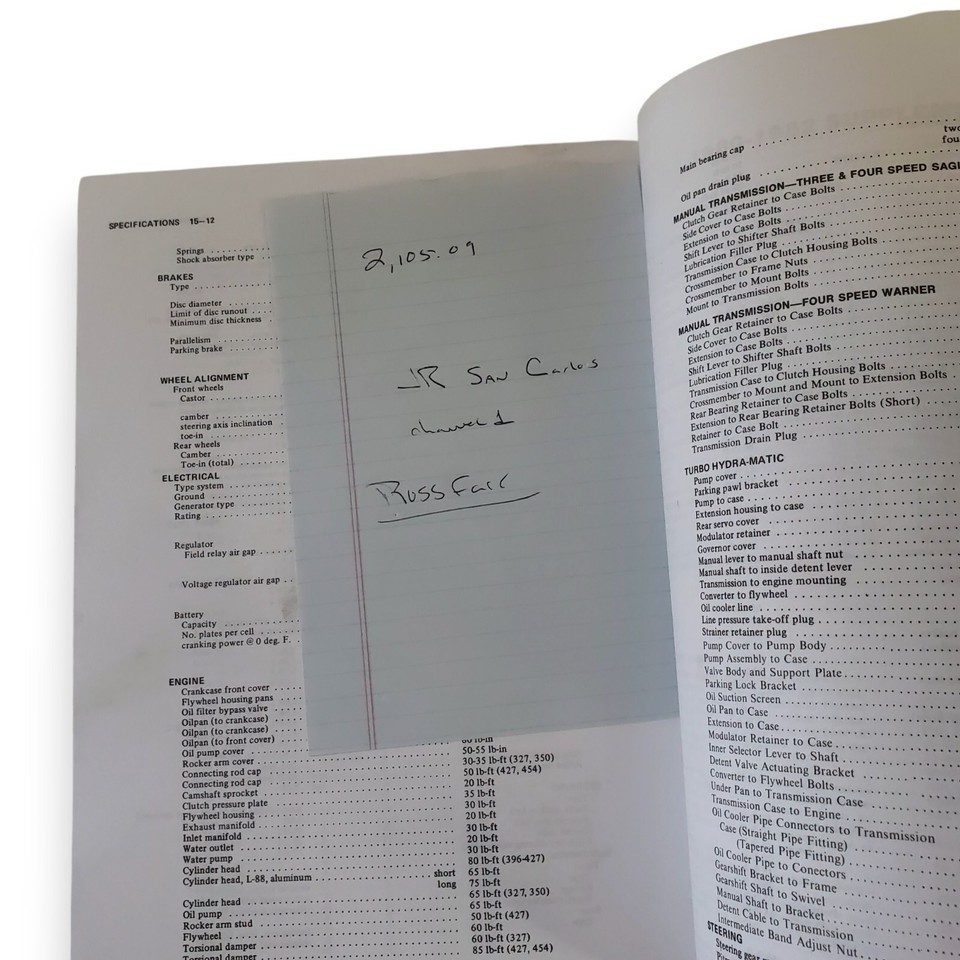 SPECIFICATIONS 15-12
Springs
Shock absorber type
BRAKES
Type
Disc diameter
Limit of disc runout
Minimum disc thickness
Parallelism
Parking brake
WHEEL ALIGNMENT
Front wheels
Castor
camber
steering axis inclination
toe-in
Rear wheels
Camber
Toe-in (total)
ELECTRICAL
Type system
Ground
Generator type
Rating
Regulator
Field relay air gap
Voltage regulator air gap
Battery
Capacity
No. plates per cell
cranking power @ 0 deg. F.
ENGINE
Crankcase front cover
Flywheel housing pans
Oil filter bypass valve
Oilpan (to crankcase)
Oilpan (to crankcase)
Oilpan (to front cover)
Oil pump cover
Rocker arm cover 50-55 lb-in
Connecting rod cap 30-35 lb-ft (327, 350)
Connecting rod cap 50 lb-ft (427, 454)
Camshaft sprocket 20 lb-ft
Clutch pressure plate 35 lb-ft
Flywheel housing 30 lb-ft
Exhaust manifold 20 lb-ft
Inlet manifold 30 lb-ft
Water outlet 20 lb-ft
Water pump 30 lb-ft
Cylinder head 80 lb-ft (396-427)
Cylinder head, L-88, aluminum short 65 lb-ft
long 75 lb-ft
Cylinder head 65 lb-ft (327, 350)
Oil pump 65 lb-ft
Rocker arm stud 50 lb-ft (427)
Flywheel 60 lb-ft
Torsional damper 60 lb-ft (327)
Torsional damper 85 lb-ft (427, 454)
2,105.09
JR San Carlos
channel 1
Main bearing cap two
four
Oil pan drain plug
MANUAL TRANSMISSION—THREE & FOUR SPEED
Clutch Gear Retainer to Case Bolts
Side Cover to Case Bolts
Extension to Case Bolts
Shift Lever to Shifter Shaft Bolts
Lubrication Filler Plug
Transmission Case to Clutch Housing Bolts
Crossmember to Frame Nuts
Crossmember to Mount Bolts
Mount to Transmission Bolts
MANUAL TRANSMISSION—FOUR SPEED WARNER
Clutch Gear Retainer to Case Bolts
Side Cover to Case Bolts
Extension to Case Bolts
Shift Lever to Shifter Shaft Bolts
Lubrication Filler Plug
Transmission Case to Clutch Housing Bolts
Crossmember to Mount and Mount to Extension Bolts
Rear Bearing Retainer to Case Bolts
Extension to Rear Bearing Retainer Bolts (Short)
Retainer to Case Bolt
Transmission Drain Plug
TURBO HYDRA-MATIC
Pump cover
Parking pawl bracket
Pump to case
Extension housing to case
Rear servo cover
Modulator retainer
Governor cover
Manual lever to manual shaft nut
Manual shaft to inside detent lever
Transmission to engine mounting
Converter to flywheel
Oil cooler line
Line pressure take-off plug
Strainer retainer plug
Pump Cover to Pump Body
Pump Assembly to Case
Valve Body and Support Plate
Parking Lock Bracket
Oil Suction Screen
Oil Pan to Case
Extension to Case
Modulator Retainer to Case
Inner Selector Lever to Shaft
Detent Valve Actuating Bracket
Converter to Flywheel Bolts
Under Pan to Transmission Case
Transmission Case to Engine
Oil Cooler Pipe Connectors to Transmission
Case (Straight Pipe Fitting)
(Tapered Pipe Fitting)
Oil Cooler Pipe to Conectors
Gearshift Bracket to Frame
Gearshift Shaft to Swivel
Manual Shaft to Bracket
Detent Cable to Transmission
Intermediate Band Adjust Nut
STEERING